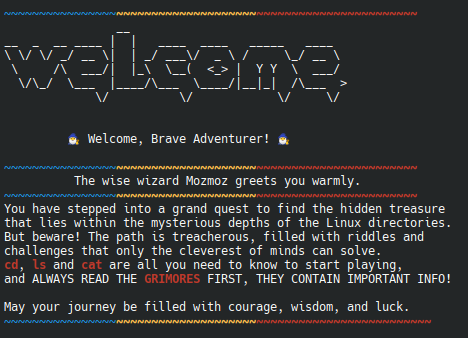 welcome
🧙 Welcome, Brave Adventurer! 🧙
The wise wizard Mozmoz greets you warmly.
You have stepped into a grand quest to find the hidden treasure
that lies within the mysterious depths of the Linux directories.
But beware! The path is treacherous, filled with riddles and
challenges that only the cleverest of minds can solve.
cd, ls and cat are all you need to know to start playing,
and ALWAYS READ THE GRIMORES FIRST, THEY CONTAIN IMPORTANT INFO!
May your journey be filled with courage, wisdom, and luck.